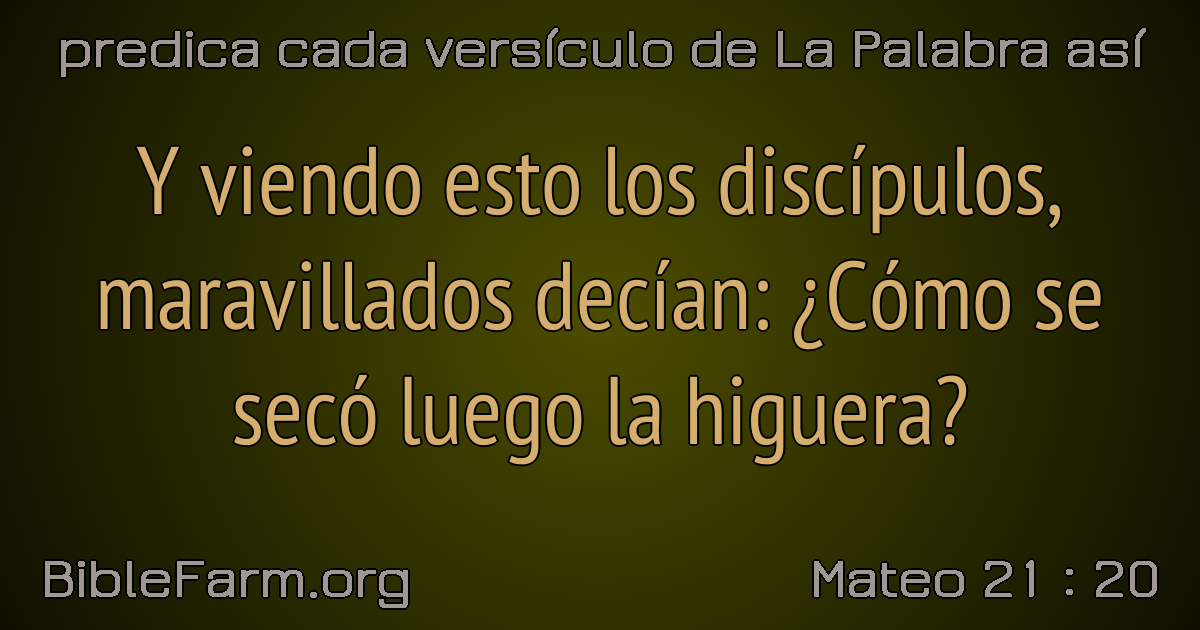 predica cada versículo de La Palabra así
Y viendo esto los discípulos,
maravillados decían: ¿Cómo se
secó luego la higuera?
BibleFarm.org
Mateo 21 : 20